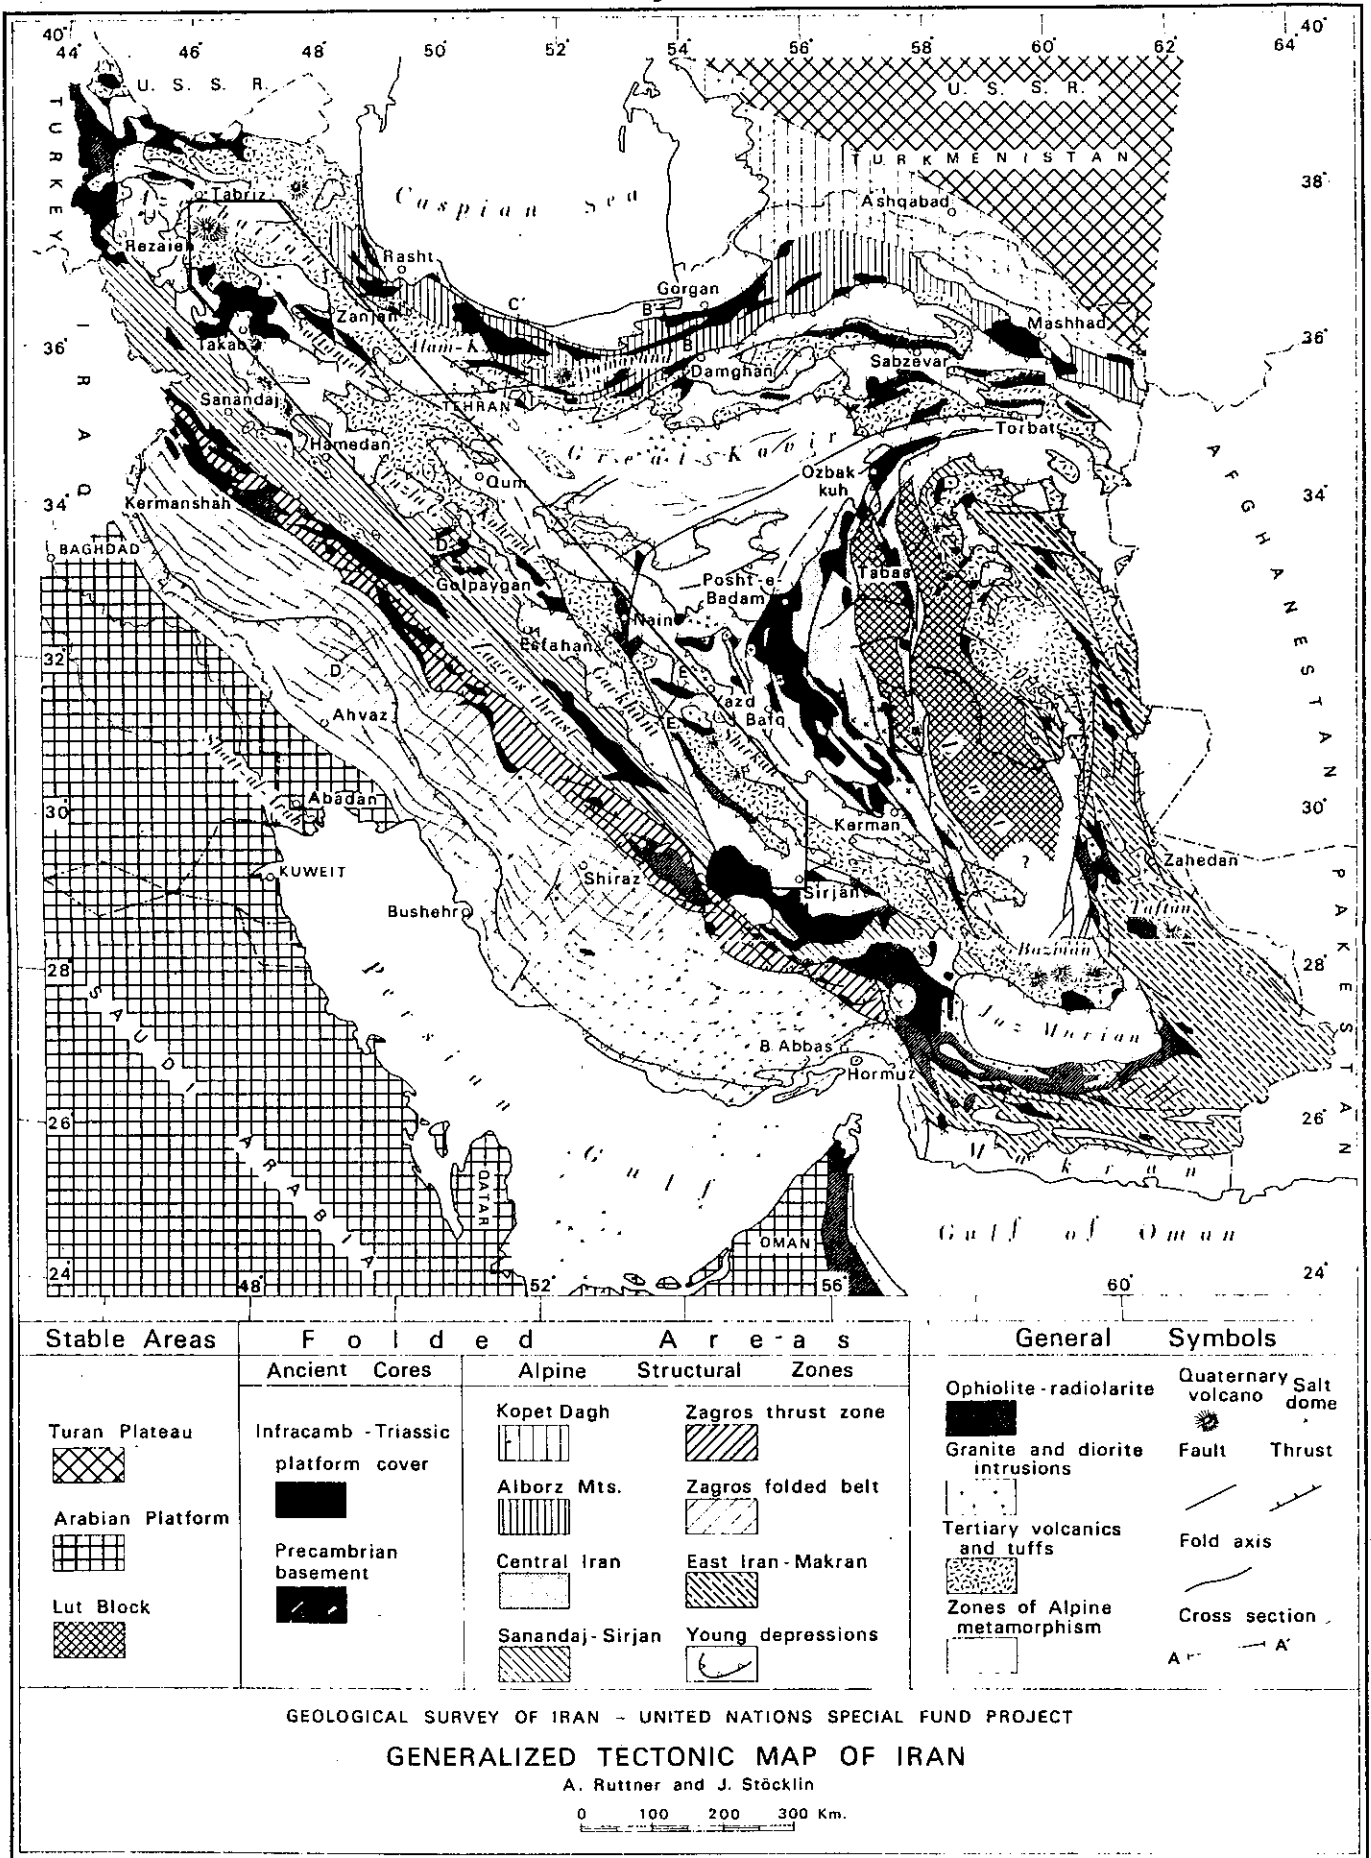 40° 44° 46° 48° 50° 52° 54° 56° 58° 60° 62° 64° 40°
U. S. S. R.
U. S. S. R.
TURKEY
TURKMENISTAN
Caspian Sea
38°
Tabriz
Ashqabad
Rezaieh
Rasht
Gorgan
C'
B'
Zanjan
Mashhad
36°
36°
Takab
Alam-K.
B
Sabzevar
Damghan
IRAQ
Sanandaj
C
TEHRAN
Hamedan
Torbat
Great Kavir
Qum
Ozbak
kuh
34°
34°
Kermanshah
AFGHANESTAN
BAGHDAD
D'
Golpaygan
Tabas
Posht-e-
Badam
Nain
Esfahan
32°
32°
D
E'
Zagros thrust
Yazd
Ahvaz
E
Bafq
Lut
Abadan
30°
30°
Kerman
KUWEIT
?
Zahedan
Shiraz
Sirjan
PAKESTAN
Bushehr
Taftan
Bazman
28°
28°
SAUDI ARABIA
Persian Gulf
Jaz Murian
B.Abbas
Hormuz
26°
26°
Makran
QATAR
OMAN
Gulf of Oman
24°
48° 52° 56° 60°
24°
Stable Areas
Folded Areas
General Symbols
Ancient Cores
Alpine Structural Zones
Turan Plateau
Arabian Platform
Lut Block
Infracamb - Triassic
platform cover
Precambrian
basement
Kopet Dagh
Alborz Mts.
Central Iran
Sanandaj - Sirjan
Zagros thrust zone
Zagros folded belt
East Iran - Makran
Young depressions
Ophiolite - radiolarite
Granite and diorite
intrusions
Tertiary volcanics
and tuffs
Zones of Alpine
metamorphism
Quaternary
volcano
Salt
dome
Fault
Thrust
Fold axis
Cross section
A A'
GEOLOGICAL SURVEY OF IRAN - UNITED NATIONS SPECIAL FUND PROJECT
GENERALIZED TECTONIC MAP OF IRAN
A. Ruttner and J. Stöcklin
0 100 200 300 Km.